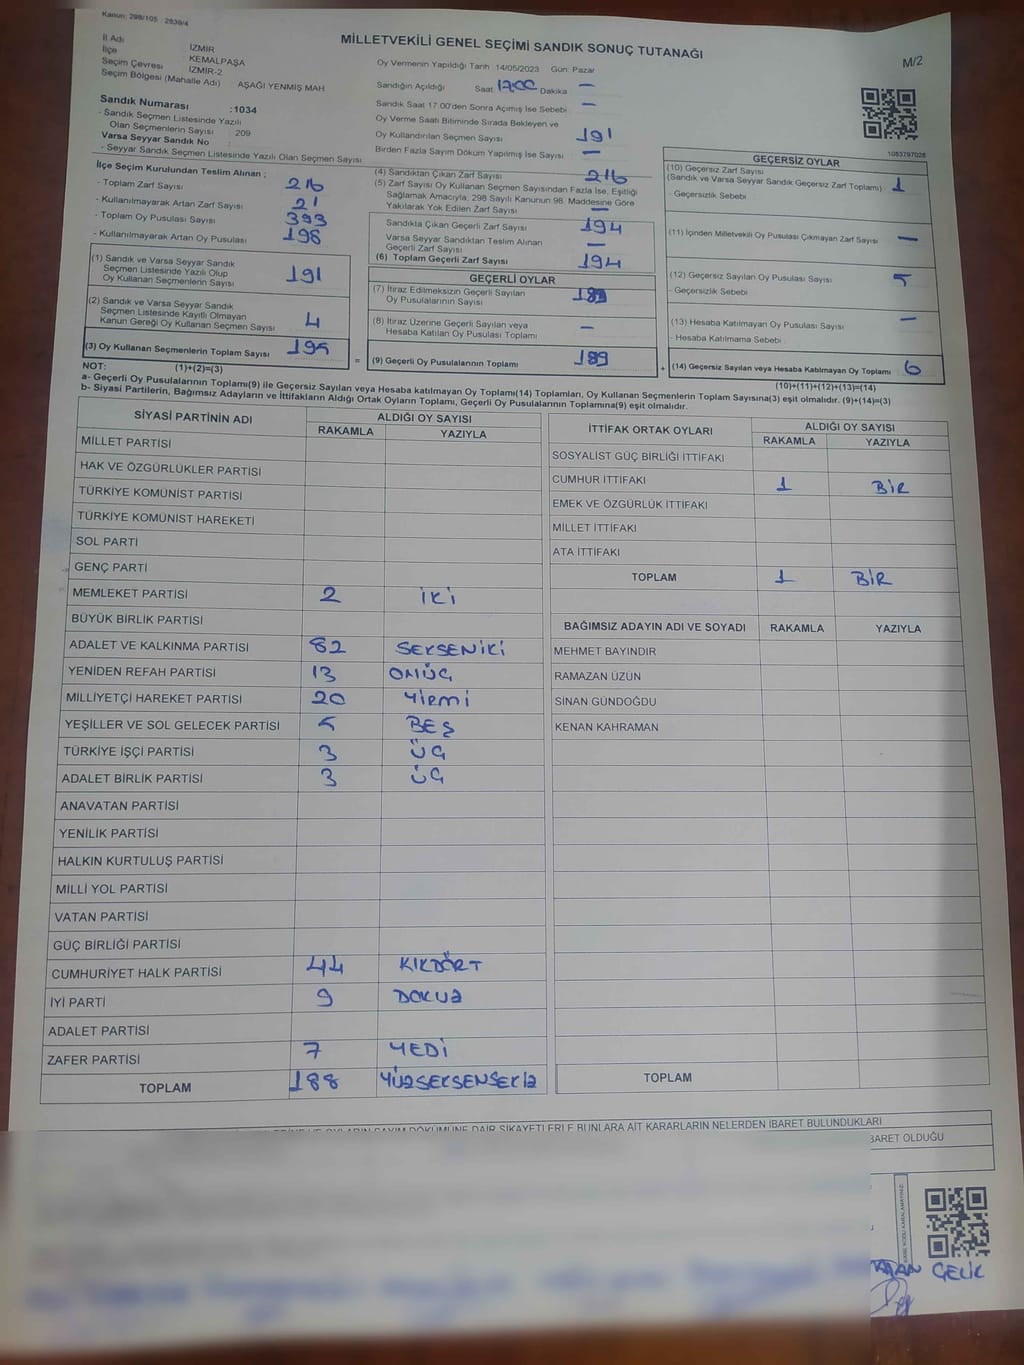 Kanun: 298/105 : 2839/4
MİLLETVEKİLİ GENEL SEÇİMİ SANDIK SONUÇ TUTANAĞI
M/2
İl Adı İZMİR
İlçe KEMALPAŞA
Seçim Çevresi İZMİR-2
Seçim Bölgesi (Mahalle Adı) : AŞAĞI YENMİŞ MAH
Sandık Numarası :1034
- Sandık Seçmen Listesinde Yazılı
Olan Seçmenlerin Sayısı : 209
Varsa Seyyar Sandık No :
- Seyyar Sandık Seçmen Listesinde Yazılı Olan Seçmen Sayısı
Oy Vermenin Yapıldığı Tarih 14/05/2023 Gün: Pazar
Sandığın Açıldığı Saat 17:00 Dakika —
Sandık Saat 17:00'den Sonra Açımış İse Sebebi —
Oy Verme Saati Bitiminde Sırada Bekleyen ve
Oy Kullandırılan Seçmen Sayısı 191
Birden Fazla Sayım Döküm Yapılmış İse Sayısı —
1083797026
İlçe Seçim Kurulundan Teslim Alınan ;
- Toplam Zarf Sayısı 216
- Kullanılmayarak Artan Zarf Sayısı 21
- Toplam Oy Pusulası Sayısı 393
- Kullanılmayarak Artan Oy Pusulası 198
(1) Sandık ve Varsa Seyyar Sandık
Seçmen Listesinde Yazılı Olup
Oy Kullanan Seçmenlerin Sayısı 191
(2) Sandık ve Varsa Seyyar Sandık
Seçmen Listesinde Kayıtlı Olmayan
Kanun Gereği Oy Kullanan Seçmen Sayısı 4
(3) Oy Kullanan Seçmenlerin Toplam Sayısı 195
(4) Sandıktan Çıkan Zarf Sayısı 216
(5) Zarf Sayısı Oy Kullanan Seçmen Sayısından Fazla İse, Eşitliği
Sağlamak Amacıyla, 298 Sayılı Kanunun 98. Maddesine Göre
Yakılarak Yok Edilen Zarf Sayısı —
Sandıkta Çıkan Geçerli Zarf Sayısı 194
Varsa Seyyar Sandıktan Teslim Alınan
Geçerli Zarf Sayısı —
(6) Toplam Geçerli Zarf Sayısı 194
GEÇERLİ OYLAR
(7) İtiraz Edilmeksizin Geçerli Sayılan
Oy Pusulalarının Sayısı 189
(8) İtiraz Üzerine Geçerli Sayılan veya
Hesaba Katılan Oy Pusulası Toplamı —
= (9) Geçerli Oy Pusulalarının Toplamı 189
GEÇERSİZ OYLAR
(10) Geçersiz Zarf Sayısı
(Sandık ve Varsa Seyyar Sandık Geçersiz Zarf Toplamı) 1
- Geçersizlik Sebebi
(11) İçinden Milletvekili Oy Pusulası Çıkmayan Zarf Sayısı —
(12) Geçersiz Sayılan Oy Pusulası Sayısı 5
- Geçersizlik Sebebi
(13) Hesaba Katılmayan Oy Pusulası Sayısı —
- Hesaba Katılmama Sebebi
+ (14) Geçersiz Sayılan veya Hesaba Katılmayan Oy Toplamı 6
NOT: (1)+(2)=(3)
(10)+(11)+(12)+(13)=(14)
a- Geçerli Oy Pusulalarının Toplamı(9) ile Geçersiz Sayılan veya Hesaba katılmayan Oy Toplamı(14) Toplamları, Oy Kullanan Seçmenlerin Toplam Sayısına(3) eşit olmalıdır. (9)+(14)=(3)
b- Siyasi Partilerin, Bağımsız Adayların ve İttifakların Aldığı Ortak Oyların Toplamı, Geçerli Oy Pusulalarının Toplamına(9) eşit olmalıdır.
SİYASİ PARTİNİN ADI ALDIĞI OY SAYISI
RAKAMLA YAZIYLA
MİLLET PARTİSİ
HAK VE ÖZGÜRLÜKLER PARTİSİ
TÜRKİYE KOMÜNİST PARTİSİ
TÜRKİYE KOMÜNİST HAREKETİ
SOL PARTİ
GENÇ PARTİ
MEMLEKET PARTİSİ 2 İKİ
BÜYÜK BİRLİK PARTİSİ
ADALET VE KALKINMA PARTİSİ 82 SEKSENİKİ
YENİDEN REFAH PARTİSİ 13 ONÜÇ
MİLLİYETÇİ HAREKET PARTİSİ 20 YİRMİ
YEŞİLLER VE SOL GELECEK PARTİSİ 5 BEŞ
TÜRKİYE İŞÇİ PARTİSİ 3 ÜÇ
ADALET BİRLİK PARTİSİ 3 ÜÇ
ANAVATAN PARTİSİ
YENİLİK PARTİSİ
HALKIN KURTULUŞ PARTİSİ
MİLLİ YOL PARTİSİ
VATAN PARTİSİ
GÜÇ BİRLİĞİ PARTİSİ
CUMHURİYET HALK PARTİSİ 44 KIKDÖRT
İYİ PARTİ 9 DOKUZ
ADALET PARTİSİ
ZAFER PARTİSİ 7 YEDİ
TOPLAM 188 YÜZSEKSENSEKİZ
İTTİFAK ORTAK OYLARI ALDIĞI OY SAYISI
RAKAMLA YAZIYLA
SOSYALİST GÜÇ BİRLİĞİ İTTİFAKI
CUMHUR İTTİFAKI 1 BİR
EMEK VE ÖZGÜRLÜK İTTİFAKI
MİLLET İTTİFAKI
ATA İTTİFAKI
TOPLAM 1 BİR
BAĞIMSIZ ADAYIN ADI VE SOYADI RAKAMLA YAZIYLA
MEHMET BAYINDIR
RAMAZAN ÜZÜN
SİNAN GÜNDOĞDU
KENAN KAHRAMAN
TOPLAM
OYLARIN SAYIM DÖKÜMÜNE DAİR ŞİKAYETLERLE BUNLARA AİT KARARLARIN NELERDEN İBARET BULUNDUKLARI
BARET OLDUĞU
ÇELİK